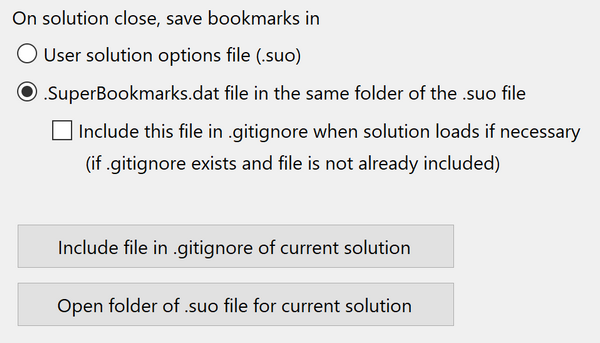 On solution close, save bookmarks in
User solution options file (.suo)
.SuperBookmarks.dat file in the same folder of the .suo file
Include this file in .gitignore when solution loads if necessary
(if .gitignore exists and file is not already included)
Include file in .gitignore of current solution
Open folder of .suo file for current solution